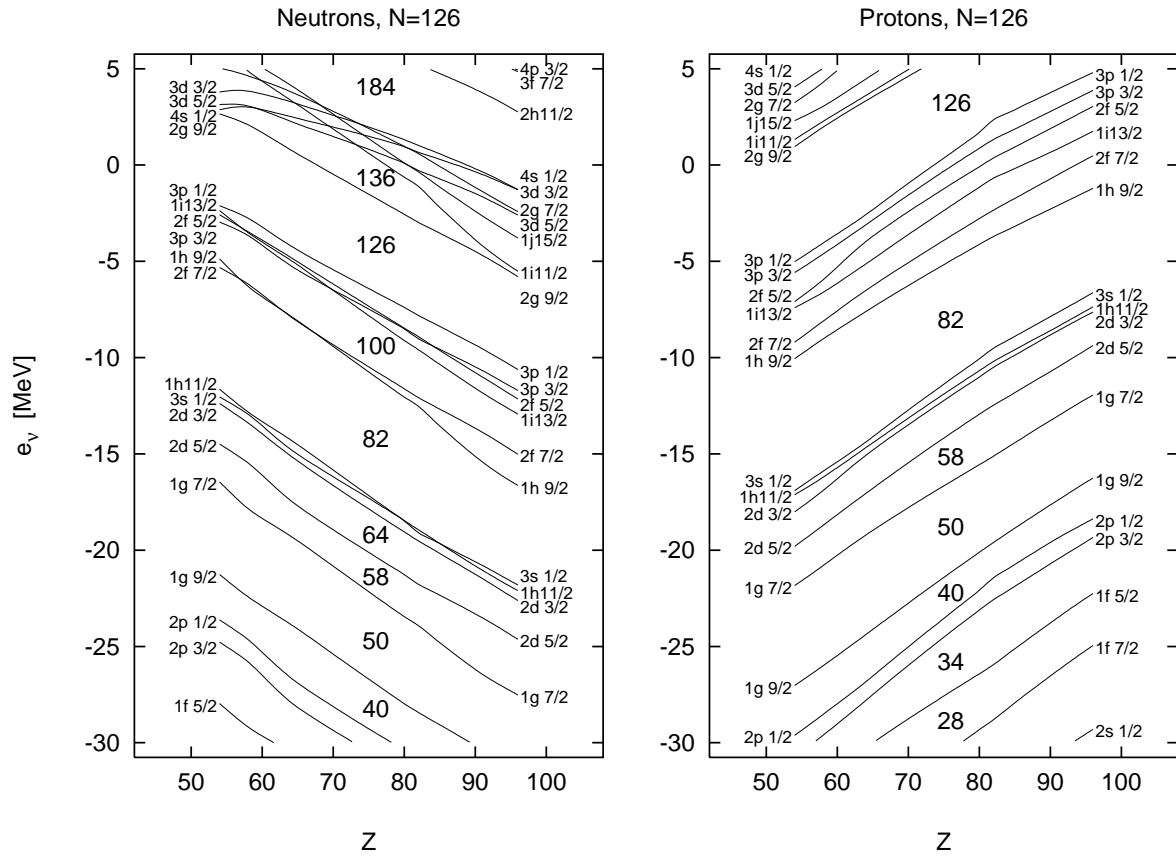 Neutrons, N=126
e_ν [MeV]
5
0
-5
-10
-15
-20
-25
-30
3d 3/2
3d 5/2
4s 1/2
2g 9/2
3p 1/2
1i13/2
2f 5/2
3p 3/2
1h 9/2
2f 7/2
1h11/2
3s 1/2
2d 3/2
2d 5/2
1g 7/2
1g 9/2
2p 1/2
2p 3/2
1f 5/2
184
136
126
100
82
64
58
50
40
4p 3/2
3f 7/2
2h11/2
4s 1/2
3d 3/2
2g 7/2
3d 5/2
1j15/2
1i11/2
2g 9/2
3p 1/2
3p 3/2
2f 5/2
1i13/2
2f 7/2
1h 9/2
3s 1/2
1h11/2
2d 3/2
2d 5/2
1g 7/2
50 60 70 80 90 100
Z
Protons, N=126
5
0
-5
-10
-15
-20
-25
-30
4s 1/2
3d 5/2
2g 7/2
1j15/2
1i11/2
2g 9/2
3p 1/2
3p 3/2
2f 5/2
1i13/2
2f 7/2
1h 9/2
3s 1/2
1h11/2
2d 3/2
2d 5/2
1g 7/2
1g 9/2
2p 1/2
126
82
58
50
40
34
28
3p 1/2
3p 3/2
2f 5/2
1i13/2
2f 7/2
1h 9/2
3s 1/2
1h11/2
2d 3/2
2d 5/2
1g 7/2
1g 9/2
2p 1/2
2p 3/2
1f 5/2
1f 7/2
2s 1/2
50 60 70 80 90 100
Z